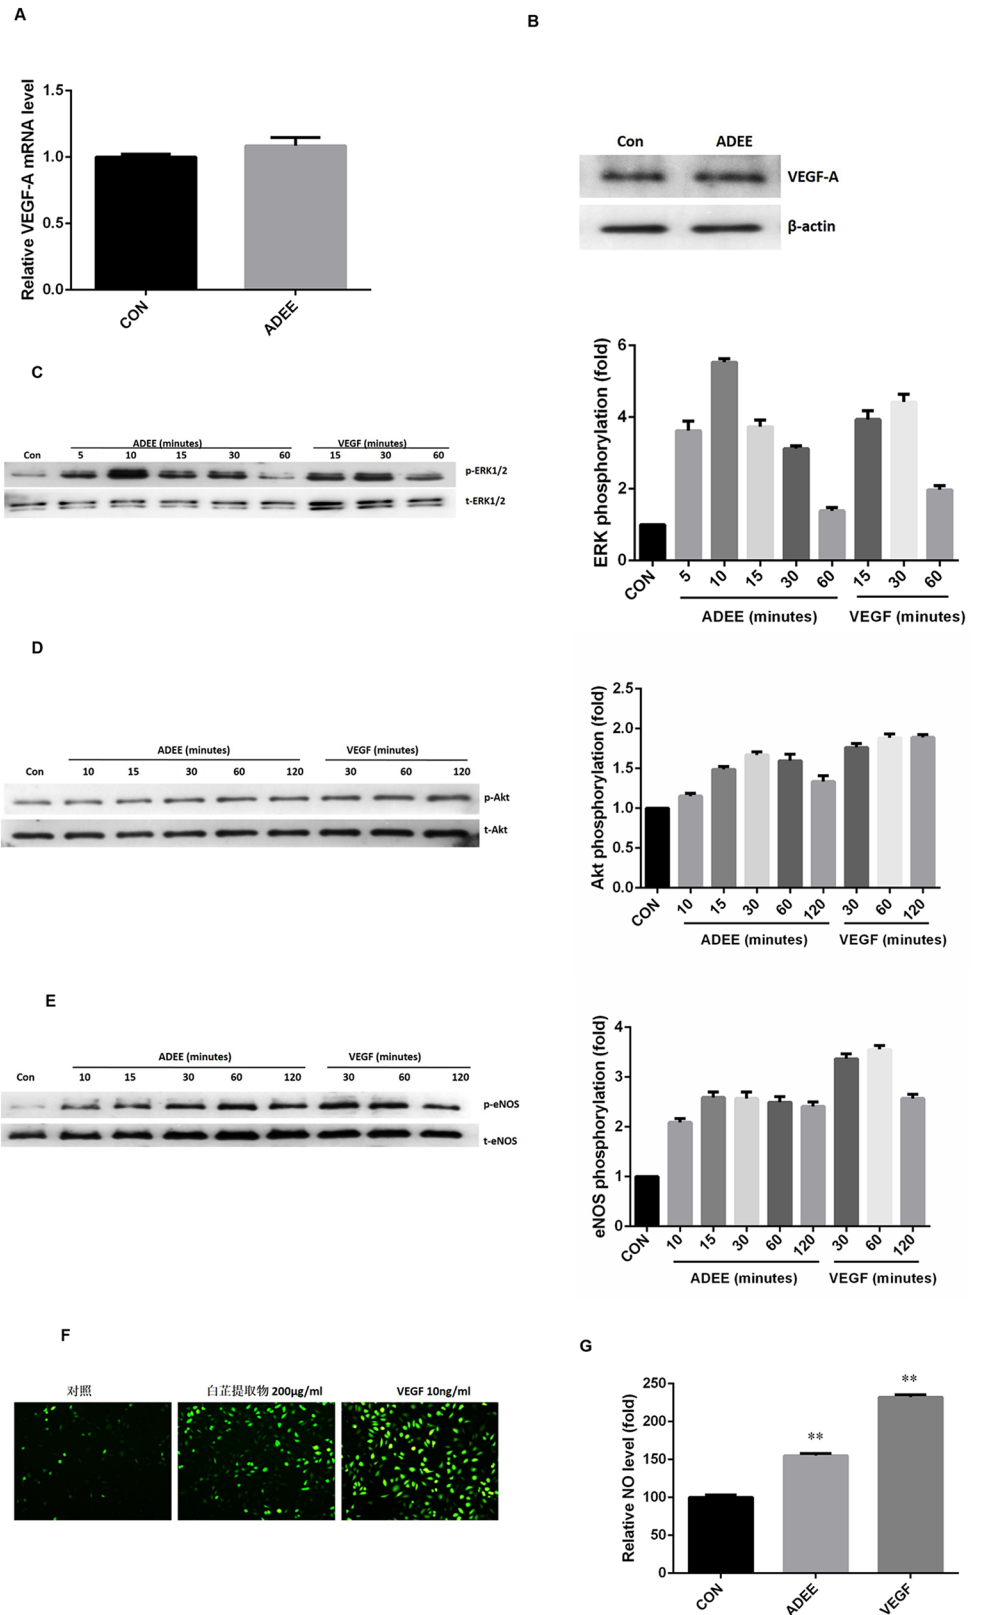 A
Relative VEGF-A mRNA level
1.5
1.0
0.5
0.0
CON
ADEE
B
Con
ADEE
VEGF-A
β-actin
C
ADEE (minutes)
VEGF (minutes)
Con
5
10
15
30
60
15
30
60
p-ERK1/2
t-ERK1/2
ERK phosphorylation (fold)
6
4
2
0
CON
5
10
15
30
60
15
30
60
ADEE (minutes)
VEGF (minutes)
D
ADEE (minutes)
VEGF (minutes)
Con
10
15
30
60
120
30
60
120
p-Akt
t-Akt
Akt phosphorylation (fold)
2.5
2.0
1.5
1.0
0.5
0.0
CON
10
15
30
60
120
30
60
120
ADEE (minutes)
VEGF (minutes)
E
ADEE (minutes)
VEGF (minutes)
Con
10
15
30
60
120
30
60
120
p-eNOS
t-eNOS
eNOS phosphorylation (fold)
4
3
2
1
0
CON
10
15
30
60
120
30
60
120
ADEE (minutes)
VEGF (minutes)
F
对照
白芷提取物 200μg/ml
VEGF 10ng/ml
G
Relative NO level (fold)
250
200
150
100
50
0
**
**
CON
ADEE
VEGF